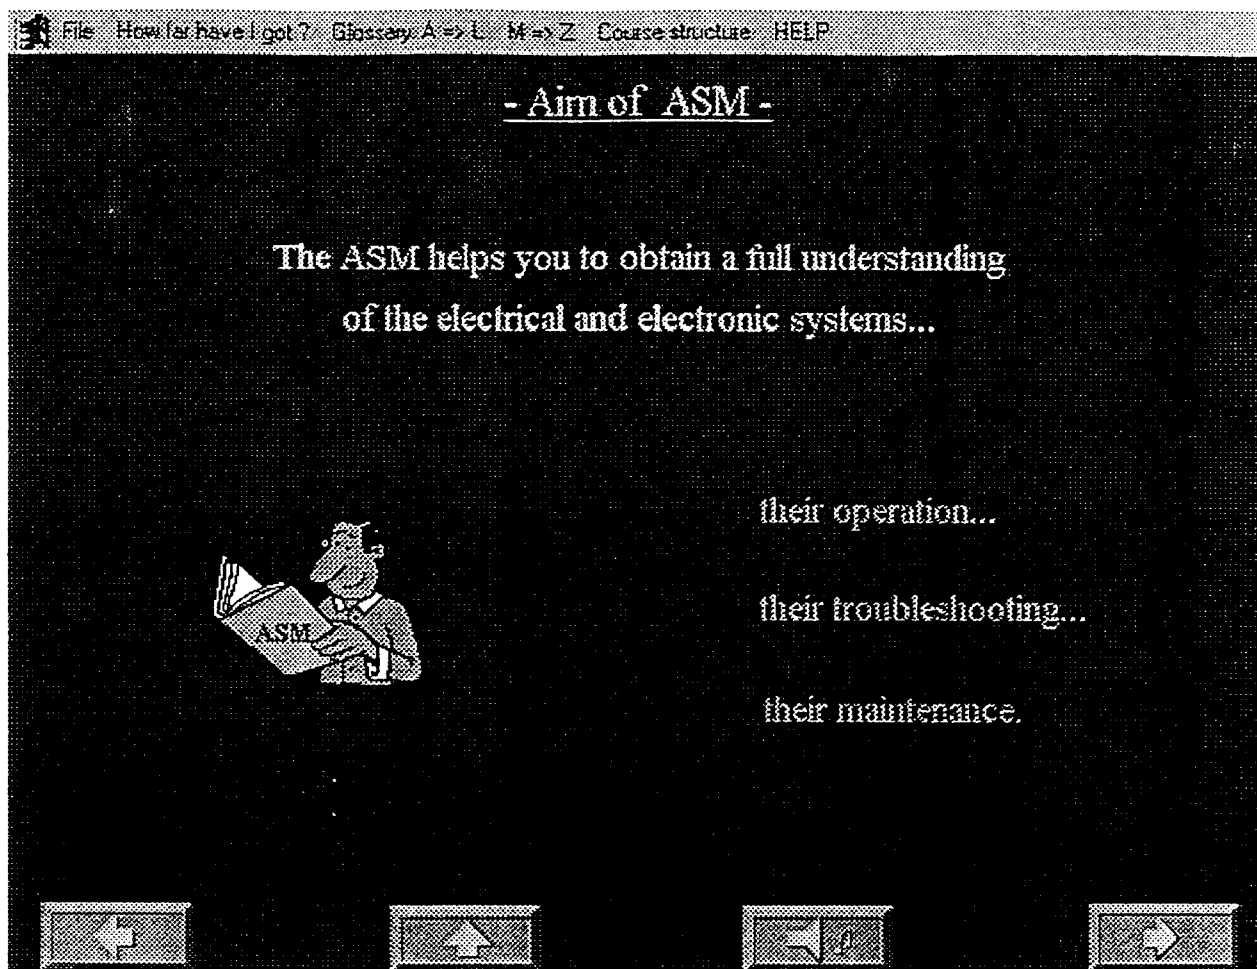 File How far have I got ? Glossary: A => L M => Z Course structure HELP
- Aim of ASM -
The ASM helps you to obtain a full understanding
of the electrical and electronic systems...
their operation...
ASM
their troubleshooting...
their maintenance.